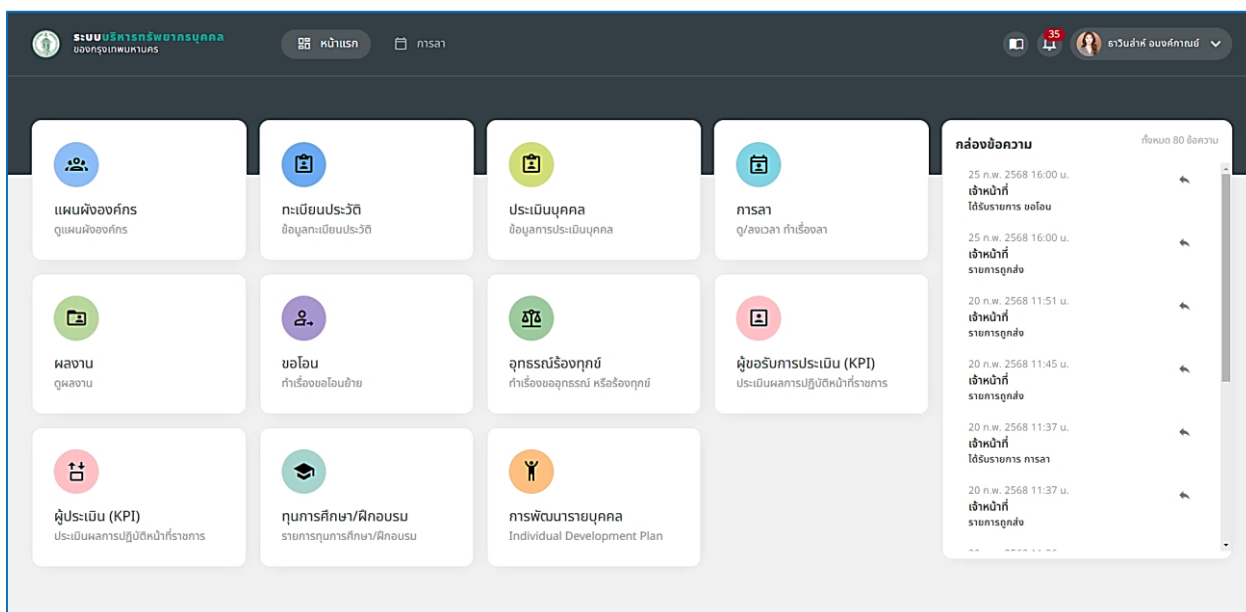 ระบบบริหารทรัพยากรบุคคล
ของกรุงเทพมหานคร
หน้าแรก
การลา
35
ธาวินล่าห์ อนงค์กาณย์
แผนผังองค์กร
ดูแผนผังองค์กร
ทะเบียนประวัติ
ข้อมูลทะเบียนประวัติ
ประเมินบุคคล
ข้อมูลการประเมินบุคคล
การลา
ดู/ลงเวลา ทำเรื่องลา
ผลงาน
ดูผลงาน
ขอโอน
ทำเรื่องขอโอนย้าย
อุทธรณ์ร้องทุกข์
ทำเรื่องขออุทธรณ์ หรือร้องทุกข์
ผู้ขอรับการประเมิน (KPI)
ประเมินผลการปฏิบัติหน้าที่ราชการ
ผู้ประเมิน (KPI)
ประเมินผลการปฏิบัติหน้าที่ราชการ
ทุนการศึกษา/ฝึกอบรม
รายการทุนการศึกษา/ฝึกอบรม
การพัฒนารายบุคคล
Individual Development Plan
กล่องข้อความ
ทั้งหมด 80 ข้อความ
25 ก.พ. 2568 16:00 น.
เจ้าหน้าที่
ได้รับรายการ ขอโอน
25 ก.พ. 2568 16:00 น.
เจ้าหน้าที่
รายการถูกส่ง
20 ก.พ. 2568 11:51 น.
เจ้าหน้าที่
รายการถูกส่ง
20 ก.พ. 2568 11:45 น.
เจ้าหน้าที่
รายการถูกส่ง
20 ก.พ. 2568 11:37 น.
เจ้าหน้าที่
ได้รับรายการ การลา
20 ก.พ. 2568 11:37 น.
เจ้าหน้าที่
รายการถูกส่ง